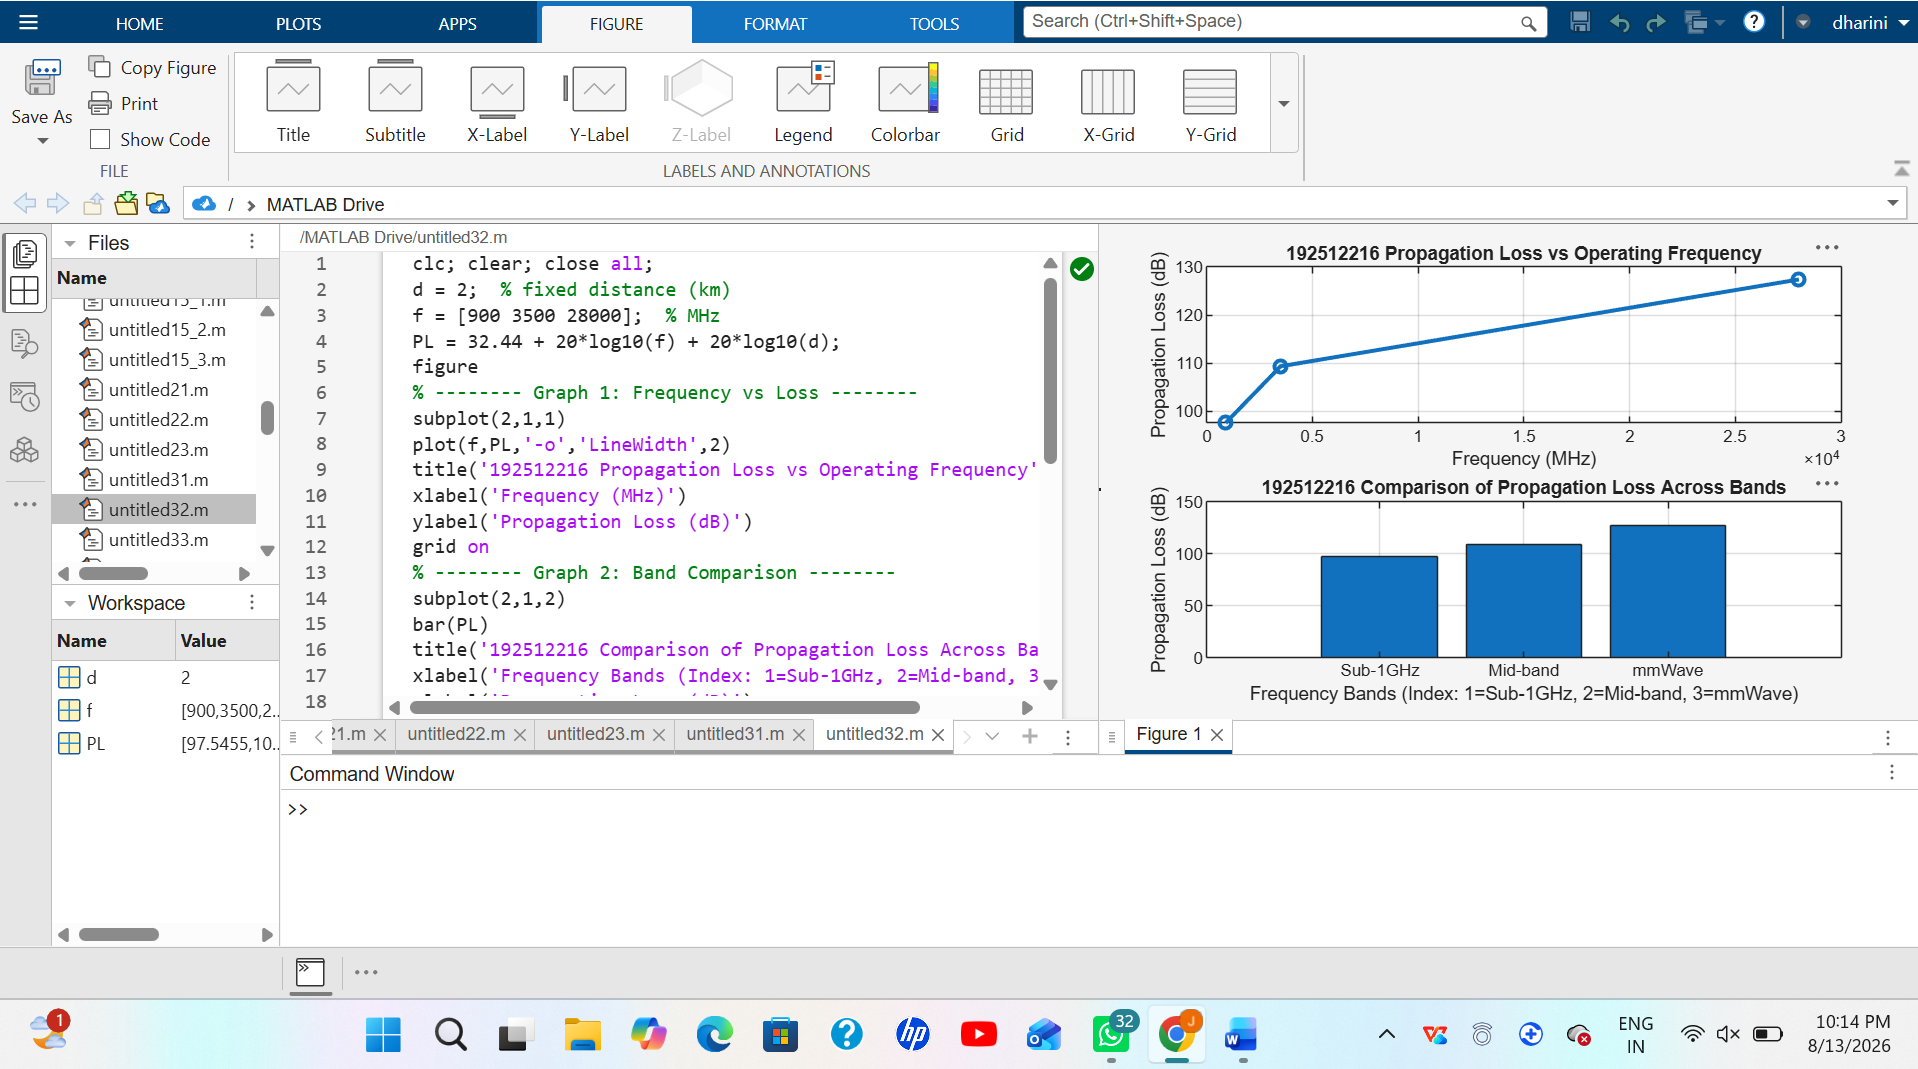 HOME
PLOTS
APPS
FIGURE
FORMAT
TOOLS
Search (Ctrl+Shift+Space)
dharini
Save As
Copy Figure
Print
Show Code
FILE
Title
Subtitle
X-Label
Y-Label
Z-Label
Legend
Colorbar
Grid
X-Grid
Y-Grid
LABELS AND ANNOTATIONS
/ › MATLAB Drive
Files
Name
untitled15_1.m
untitled15_2.m
untitled15_3.m
untitled21.m
untitled22.m
untitled23.m
untitled31.m
untitled32.m
untitled33.m
Workspace
Name Value
d 2
f [900,3500,2...
PL [97.5455,10...
/MATLAB Drive/untitled32.m
1 clc; clear; close all;
2 d = 2;  % fixed distance (km)
3 f = [900 3500 28000];  % MHz
4 PL = 32.44 + 20*log10(f) + 20*log10(d);
5 figure
6 % -------- Graph 1: Frequency vs Loss --------
7 subplot(2,1,1)
8 plot(f,PL,'-o','LineWidth',2)
9 title('192512216 Propagation Loss vs Operating Frequency'
10 xlabel('Frequency (MHz)')
11 ylabel('Propagation Loss (dB)')
12 grid on
13 % -------- Graph 2: Band Comparison --------
14 subplot(2,1,2)
15 bar(PL)
16 title('192512216 Comparison of Propagation Loss Across Ba
17 xlabel('Frequency Bands (Index: 1=Sub-1GHz, 2=Mid-band, 3
18
21.m
untitled22.m
untitled23.m
untitled31.m
untitled32.m
192512216 Propagation Loss vs Operating Frequency
Propagation Loss (dB)
130
120
110
100
0 0.5 1 1.5 2 2.5 3
×10⁴
Frequency (MHz)
192512216 Comparison of Propagation Loss Across Bands
Propagation Loss (dB)
150
100
50
0
Sub-1GHz Mid-band mmWave
Frequency Bands (Index: 1=Sub-1GHz, 2=Mid-band, 3=mmWave)
Figure 1
Command Window
>>
1
32
J
ENG
IN
10:14 PM
8/13/2026